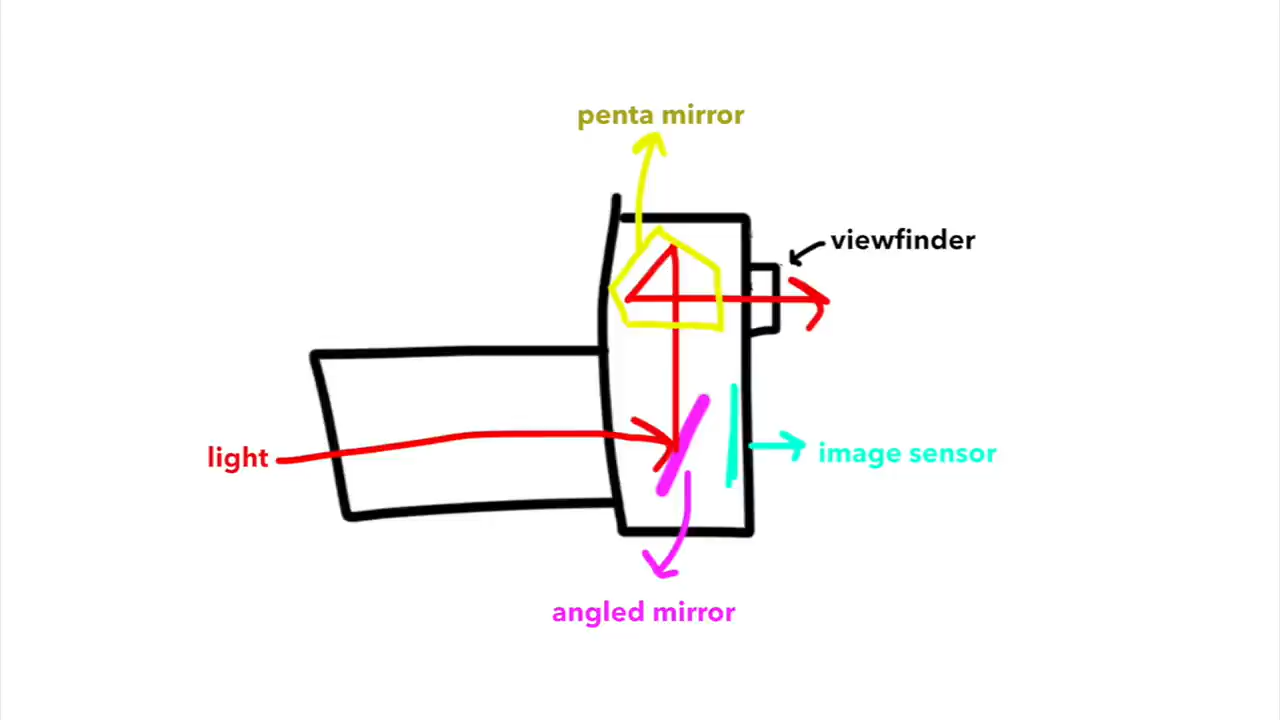 penta mirror
viewfinder
light
image sensor
angled mirror